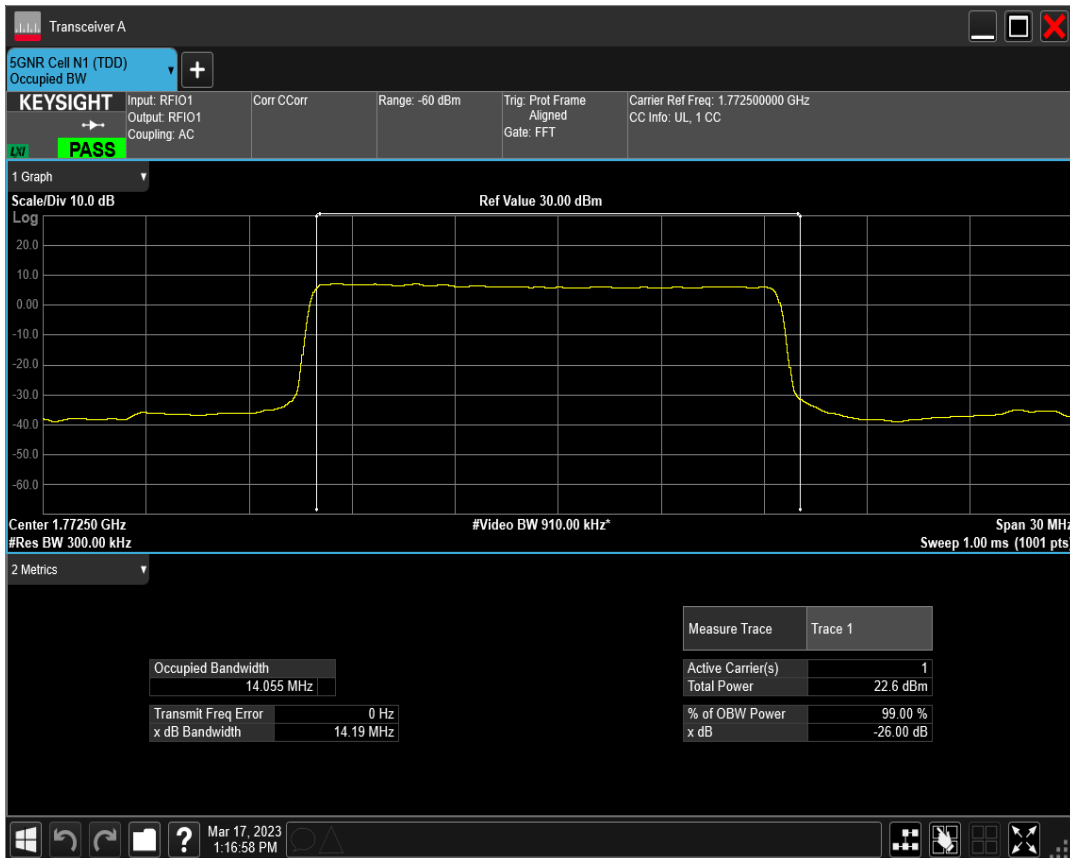 Transceiver A
5GNR Cell N1 (TDD)
Occupied BW
+
KEYSIGHT
LXI
PASS
Input: RFIO1
Output: RFIO1
Coupling: AC
Corr CCorr
Range: -60 dBm
Trig: Prot Frame
Aligned
Gate: FFT
Carrier Ref Freq: 1.772500000 GHz
CC Info: UL, 1 CC
1 Graph
Scale/Div 10.0 dB
Ref Value 30.00 dBm
Log
20.0
10.0
0.00
-10.0
-20.0
-30.0
-40.0
-50.0
-60.0
Center 1.77250 GHz
#Video BW 910.00 kHz*
Span 30 MHz
#Res BW 300.00 kHz
Sweep 1.00 ms (1001 pts)
2 Metrics
Measure Trace Trace 1
Occupied Bandwidth
14.055 MHz
Active Carrier(s) 1
Total Power 22.6 dBm
Transmit Freq Error 0 Hz
x dB Bandwidth 14.19 MHz
% of OBW Power 99.00 %
x dB -26.00 dB
?
Mar 17, 2023
1:16:58 PM